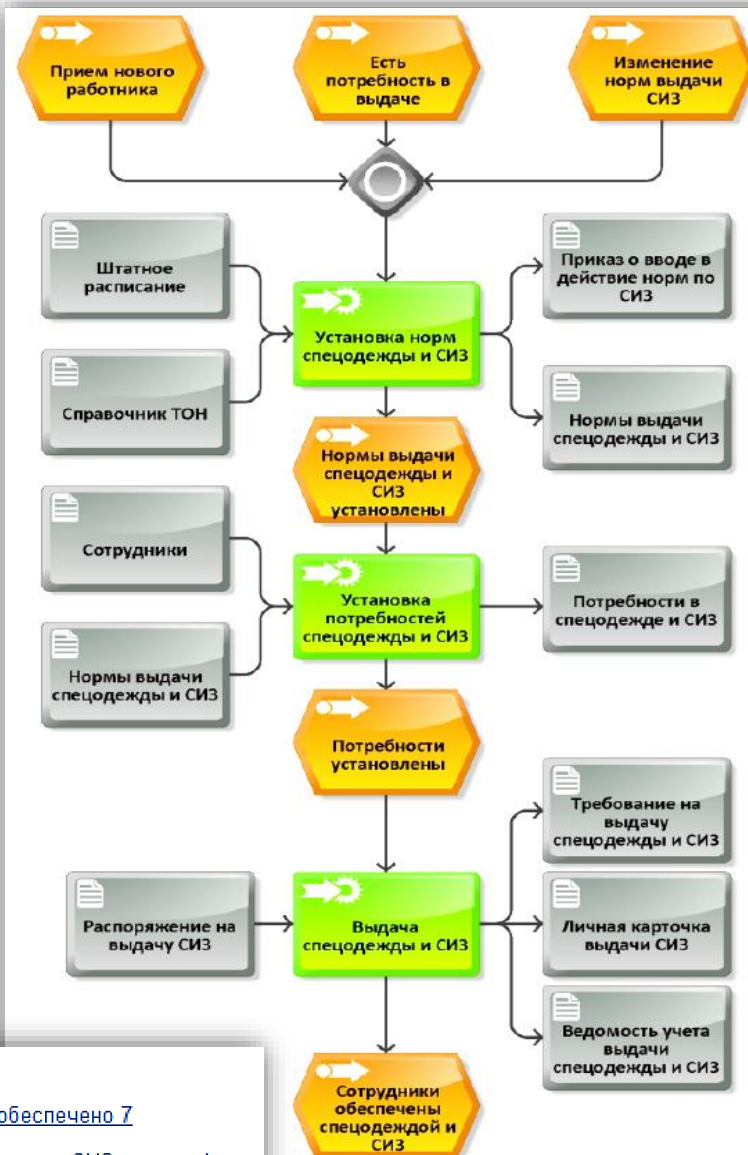 Прием нового
работника
Есть
потребность в
выдаче
Изменение
норм выдачи
СИЗ
Штатное
расписание
Справочник ТОН
Установка норм
спецодежды и СИЗ
Приказ о вводе в
действие норм по
СИЗ
Нормы выдачи
спецодежды и СИЗ
Нормы выдачи
спецодежды и
СИЗ
установлены
Сотрудники
Нормы выдачи
спецодежды и СИЗ
Установка
потребностей
спецодежды и СИЗ
Потребности в
спецодежде и СИЗ
Потребности
установлены
Распоряжение на
выдачу СИЗ
Выдача
спецодежды и СИЗ
Требование на
выдачу
спецодежды и СИЗ
Личная карточка
выдачи СИЗ
Ведомость учета
выдачи
спецодежды и СИЗ
Сотрудники
обеспечены
спецодеждой и
СИЗ
обеспечено 7